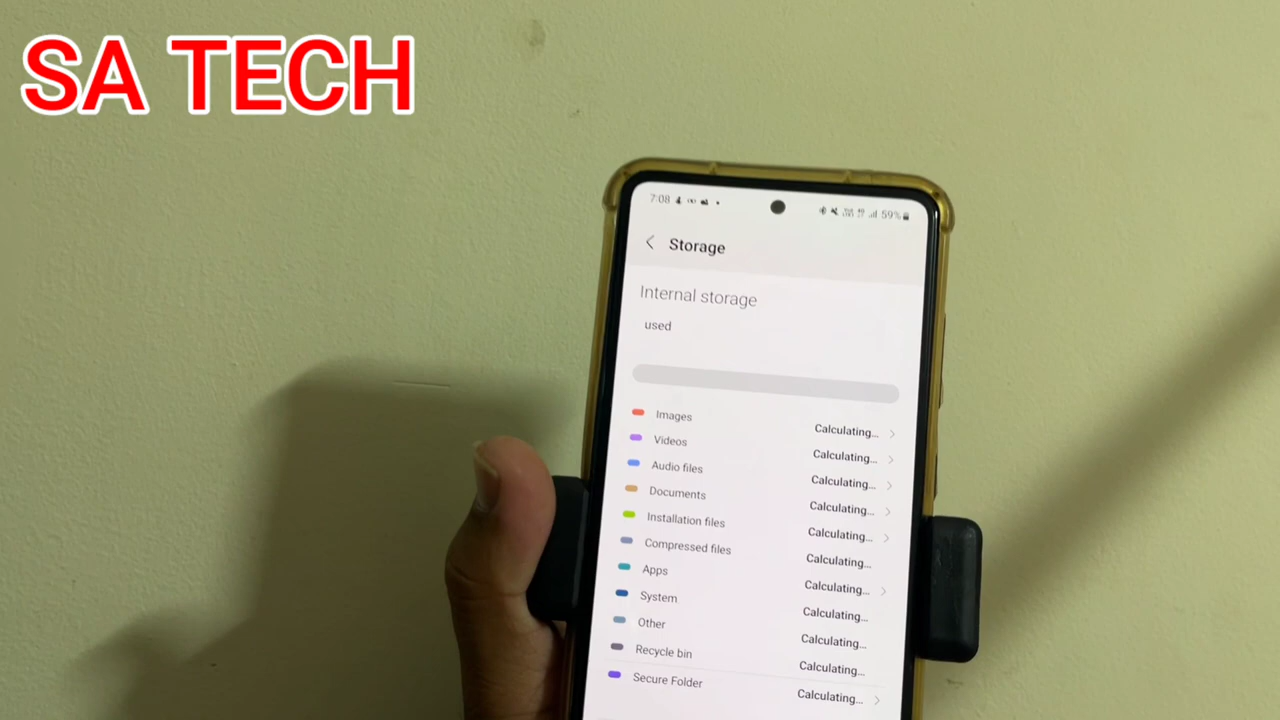 SA TECH
7:08 59%
Storage
Internal storage
used
Images Calculating...
Videos Calculating...
Audio files Calculating...
Documents Calculating...
Installation files Calculating...
Compressed files Calculating...
Apps Calculating...
System Calculating...
Other Calculating...
Recycle bin Calculating...
Secure Folder Calculating...